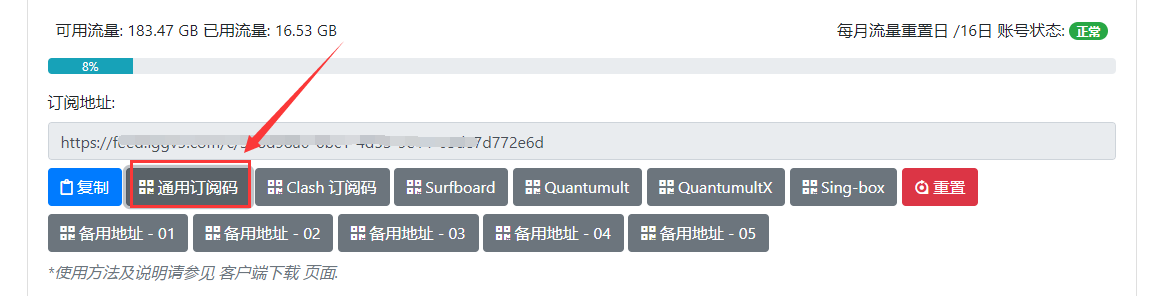 可用流量: 183.47 GB 已用流量: 16.53 GB 每月流量重置日 /16日 账号状态: 正常
8%
订阅地址:
https://
复制 通用订阅码 Clash 订阅码 Surfboard Quantumult QuantumultX Sing-box 重置
备用地址 - 01 备用地址 - 02 备用地址 - 03 备用地址 - 04 备用地址 - 05
*使用方法及说明请参见 客户端下载 页面.